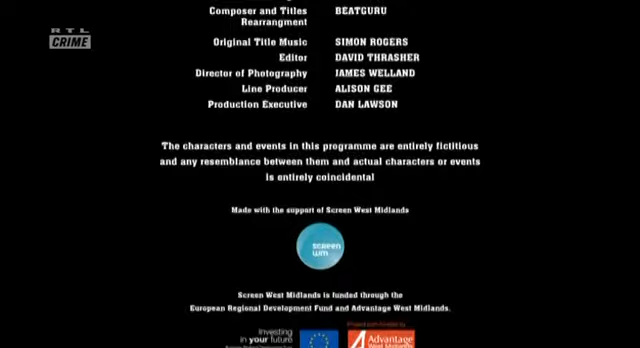 Composer and Titles BEATGURU
Rearrangment
RTL
CRIME
Original Title Music SIMON ROGERS
Editor DAVID THRASHER
Director of Photography JAMES WELLAND
Line Producer ALISON GEE
Production Executive DAN LAWSON
The characters and events in this programme are entirely fictitious
and any resemblance between them and actual characters or events
is entirely coincidental
Made with the support of Screen West Midlands
screen
wm
Screen West Midlands is funded through the
European Regional Development Fund and Advantage West Midlands.
Investing
in your future
Advantage
West Midlands